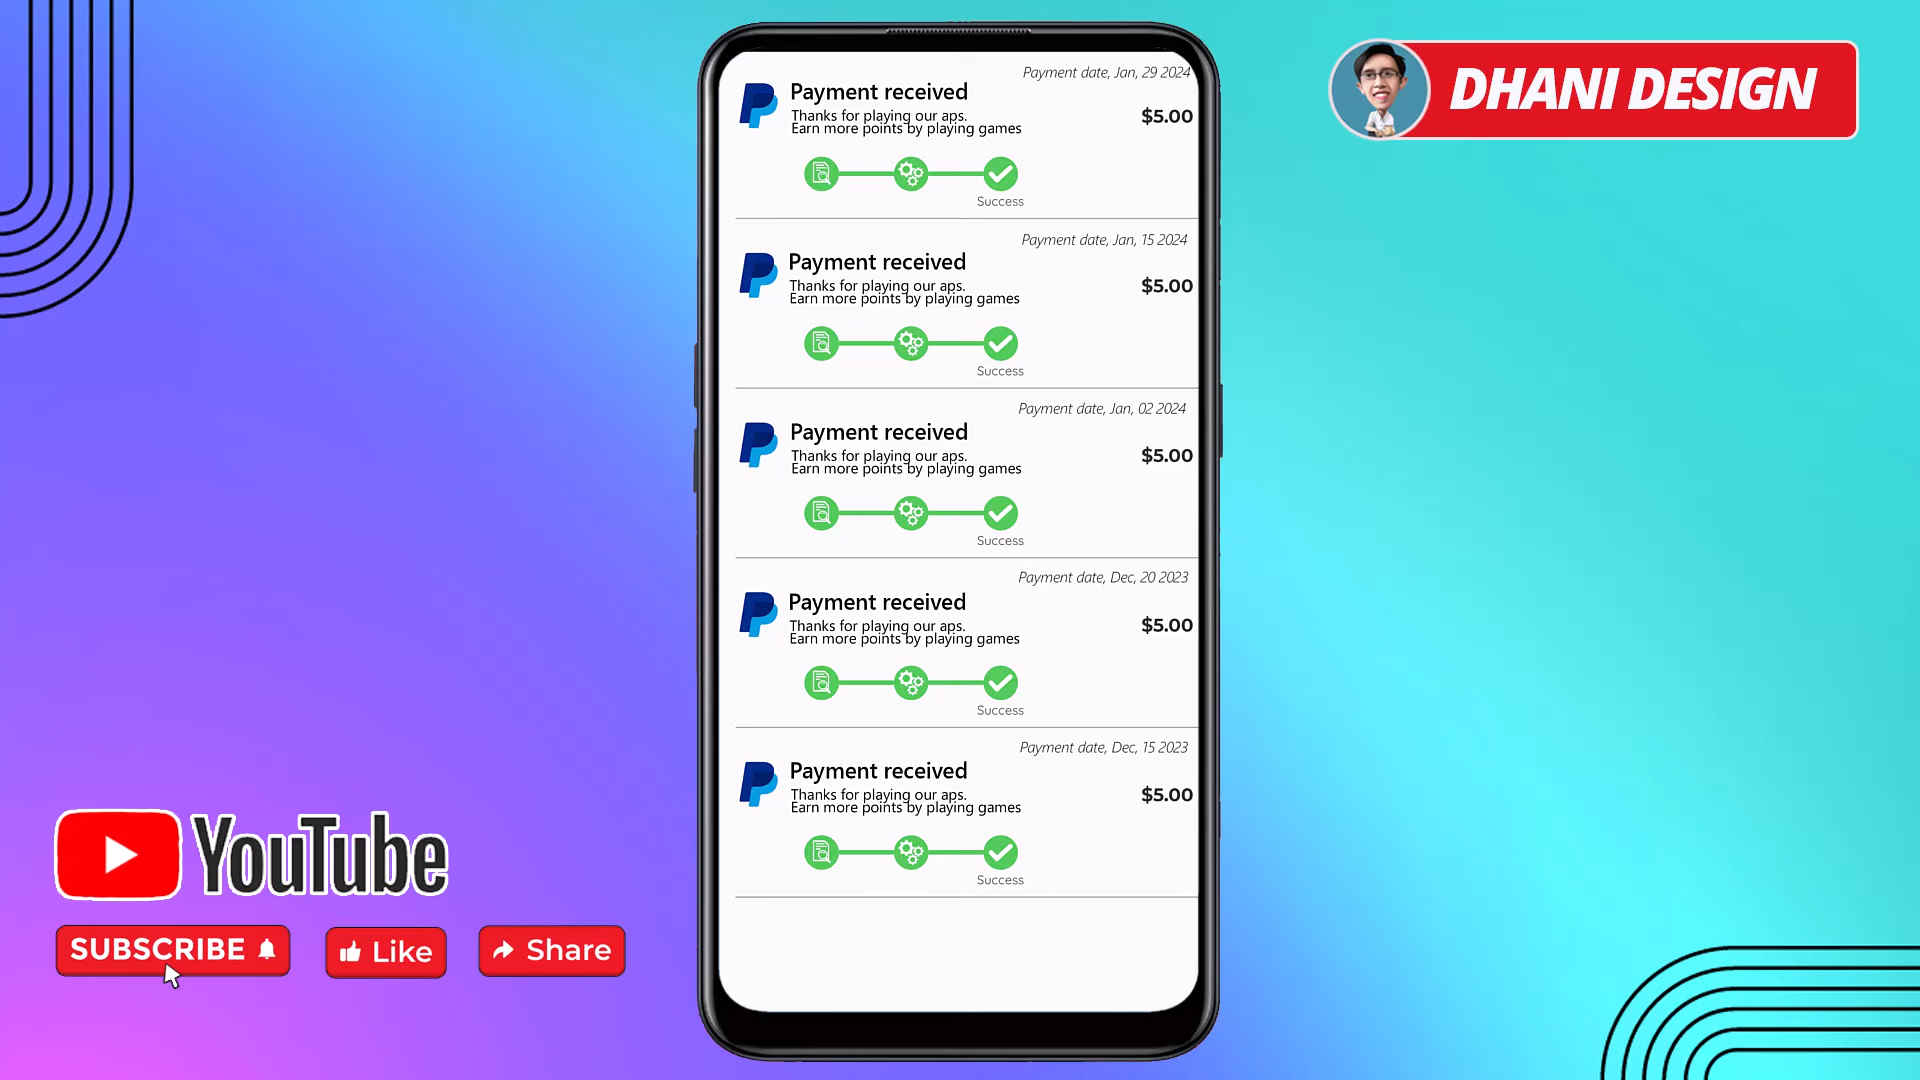 DHANI DESIGN
Payment date, Jan, 29 2024
Payment received
Thanks for playing our aps.
Earn more points by playing games
$5.00
Success
Payment date, Jan, 15 2024
Payment received
Thanks for playing our aps.
Earn more points by playing games
$5.00
Success
Payment date, Jan, 02 2024
Payment received
Thanks for playing our aps.
Earn more points by playing games
$5.00
Success
Payment date, Dec, 20 2023
Payment received
Thanks for playing our aps.
Earn more points by playing games
$5.00
Success
Payment date, Dec, 15 2023
Payment received
Thanks for playing our aps.
Earn more points by playing games
$5.00
Success
YouTube
SUBSCRIBE
Like
Share